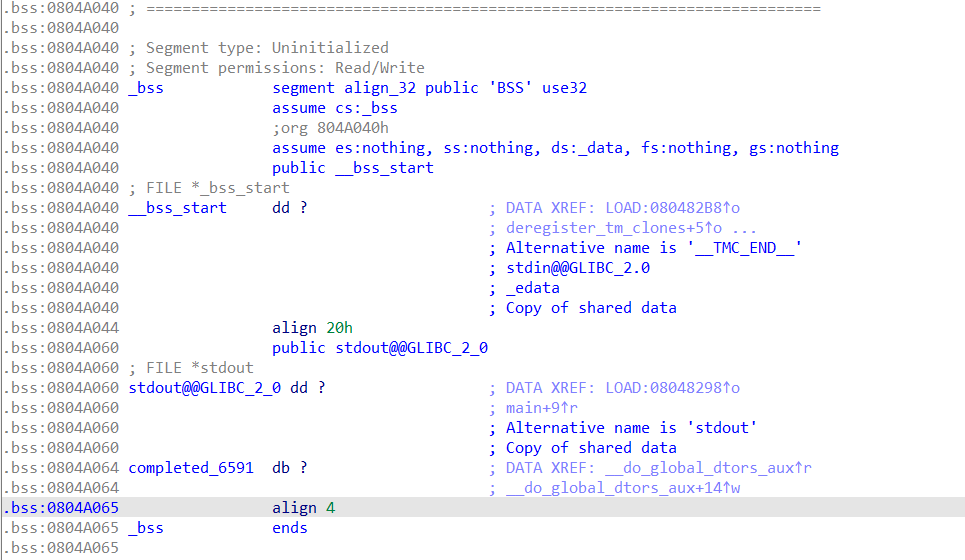 .bss:0804A040 ; ===========================================================================
.bss:0804A040
.bss:0804A040 ; Segment type: Uninitialized
.bss:0804A040 ; Segment permissions: Read/Write
.bss:0804A040 _bss            segment align_32 public 'BSS' use32
.bss:0804A040                 assume cs:_bss
.bss:0804A040                 ;org 804A040h
.bss:0804A040                 assume es:nothing, ss:nothing, ds:_data, fs:nothing, gs:nothing
.bss:0804A040                 public __bss_start
.bss:0804A040 ; FILE *_bss_start
.bss:0804A040 __bss_start     dd ?                    ; DATA XREF: LOAD:080482B8↑o
.bss:0804A040                                         ; deregister_tm_clones+5↑o ...
.bss:0804A040                                         ; Alternative name is '__TMC_END__'
.bss:0804A040                                         ; stdin@@GLIBC_2.0
.bss:0804A040                                         ; _edata
.bss:0804A040                                         ; Copy of shared data
.bss:0804A044                 align 20h
.bss:0804A060                 public stdout@@GLIBC_2_0
.bss:0804A060 ; FILE *stdout
.bss:0804A060 stdout@@GLIBC_2_0 dd ?                  ; DATA XREF: LOAD:08048298↑o
.bss:0804A060                                         ; main+9↑r
.bss:0804A060                                         ; Alternative name is 'stdout'
.bss:0804A060                                         ; Copy of shared data
.bss:0804A064 completed_6591  db ?                    ; DATA XREF: __do_global_dtors_aux↑r
.bss:0804A064                                         ; __do_global_dtors_aux+14↑w
.bss:0804A065                 align 4
.bss:0804A065 _bss            ends
.bss:0804A065